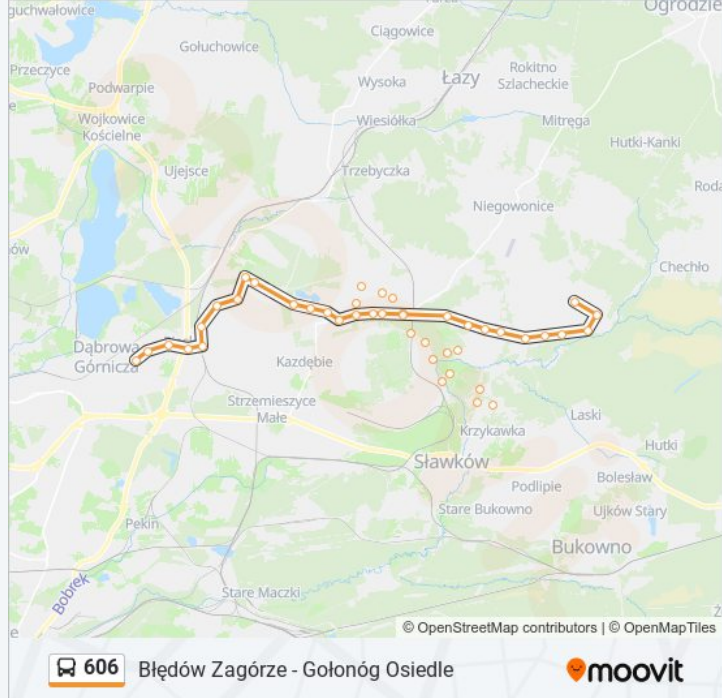 oguchwałowice
Ciągowice
Ogrodzie
Gołuchowice
Przeczyce
Podwarpie
Wysoka
Łazy
Rokitno
Szlacheckie
Wojkowice
Kościelne
Wiesiółka
Mitręga
Hutki-Kanki
Ujejsce
Trzebyczka
Roda
Niegowonice
ów
Chechło
Dąbrowa
Górnicza
Kazdębie
Strzemieszyce
Małe
Laski
Krzykawka
Hutki
Sławków
Bolesław
Podlipie
Stare Bukowno
Ujków Stary
Pekin
Bukowno
Bobrek
Stare Maczki
e
© OpenStreetMap contributors | © OpenMapTiles
606 Błędów Zagórze - Gołonóg Osiedle
moovit